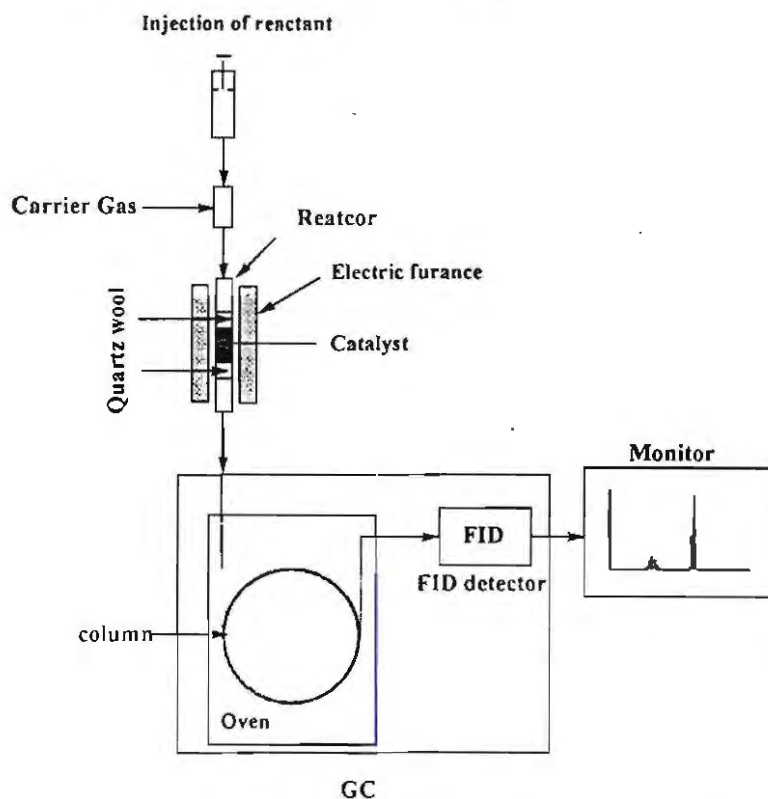 Injection of renctant
Carrier Gas
Reatcor
Electric furance
Quartz wool
Catalyst
Monitor
FID
FID detector
column
Oven
GC